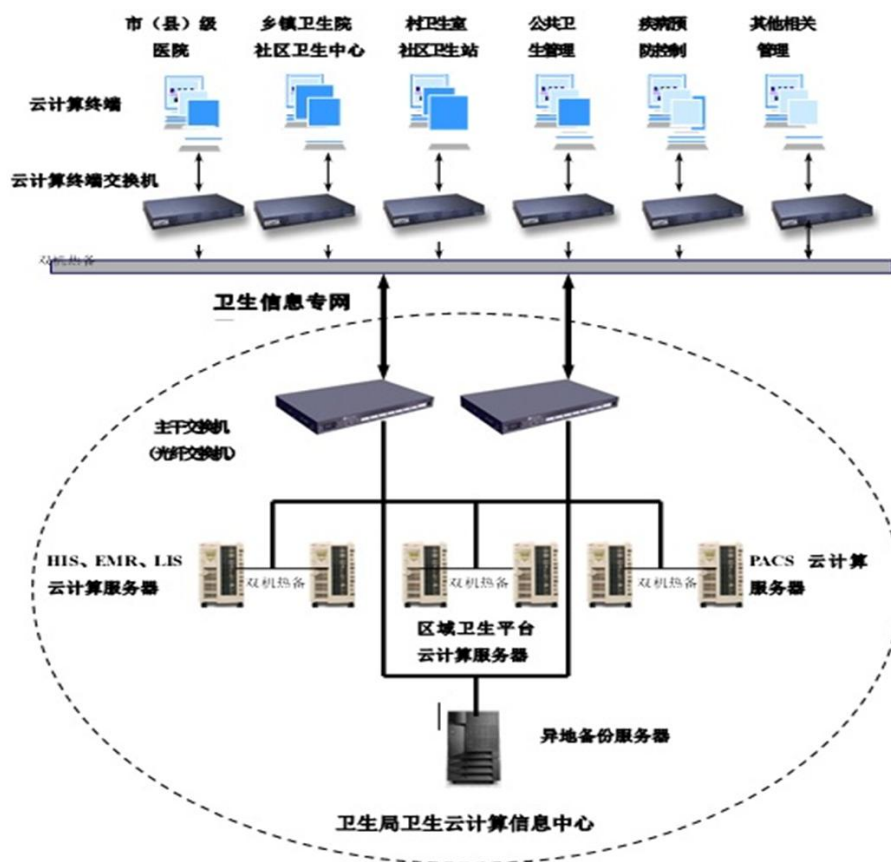 市（县）级
医院
乡镇卫生院
社区卫生中心
村卫生室
社区卫生站
公共卫
生管理
疾病预
防控制
其他相关
管理
云计算终端
云计算终端交换机
双机热备
卫生信息专网
主干交换机
(光纤交换机)
HIS、EMR、LIS
云计算服务器
双机热备
双机热备
双机热备
PACS 云计算
服务器
区域卫生平台
云计算服务器
异地备份服务器
卫生局卫生云计算信息中心